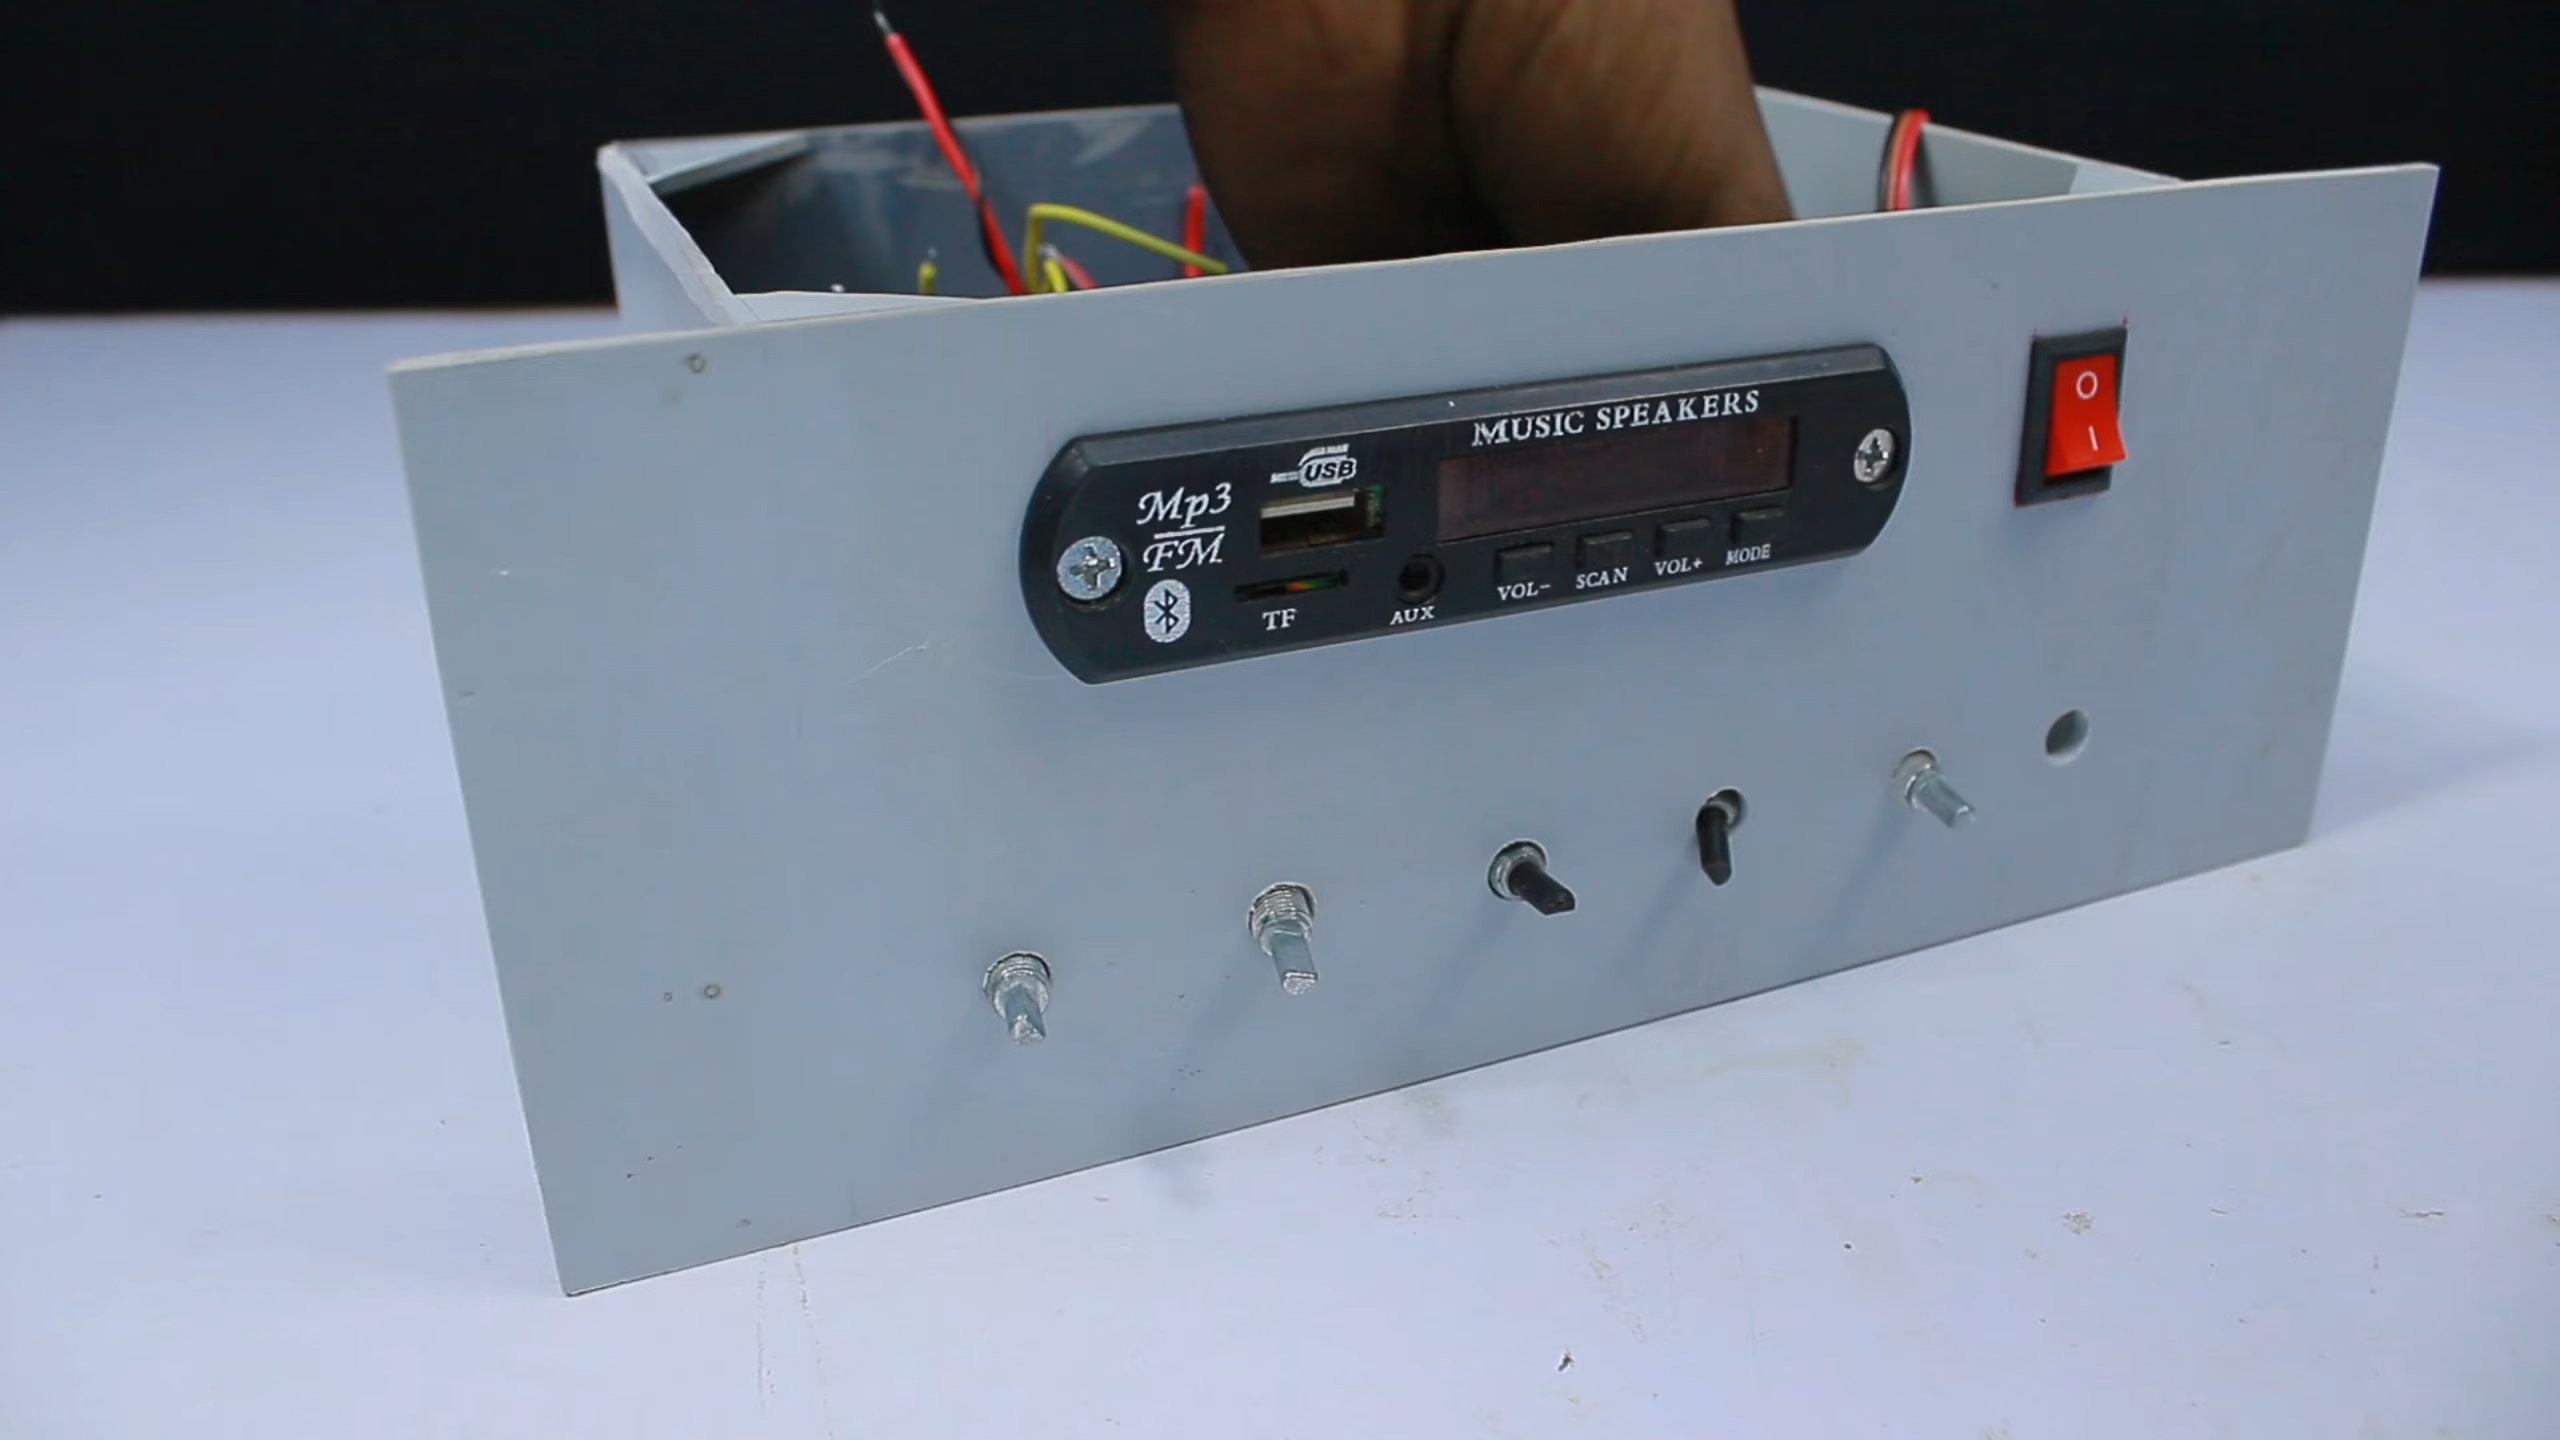 MUSIC SPEAKERS
USB
Mp3
FM
TF
AUX
VOL-
SCAN
VOL+
MODE
O
I